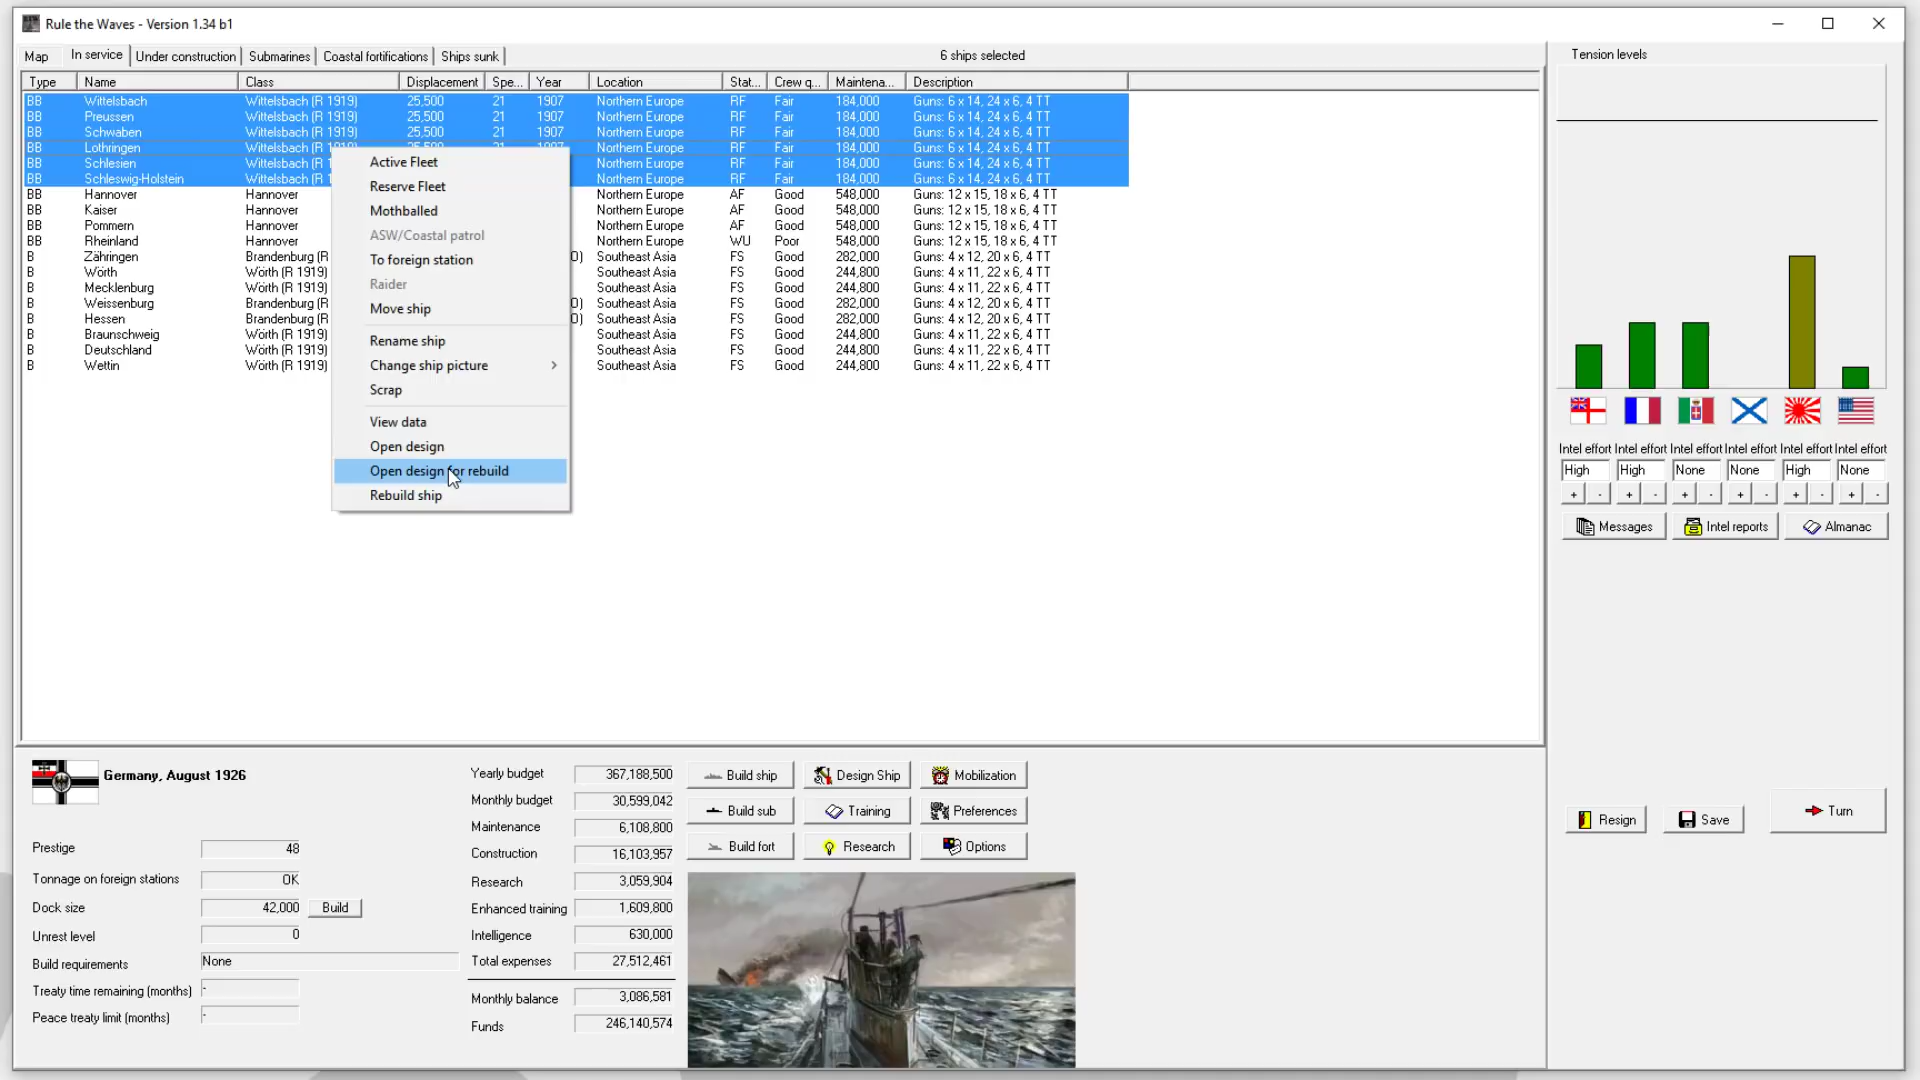 Rule the Waves - Version 1.34 b1
Map In service Under construction Submarines Coastal fortifications Ships sunk 6 ships selected
Type Name Class Displacement Spe... Year Location Stat... Crew q... Maintena... Description
BB Wittelsbach Wittelsbach (R 1919) 25,500 21 1907 Northern Europe RF Fair 184,000 Guns: 6 x 14, 24 x 6, 4 TT
BB Preussen Wittelsbach (R 1919) 25,500 21 1907 Northern Europe RF Fair 184,000 Guns: 6 x 14, 24 x 6, 4 TT
BB Schwaben Wittelsbach (R 1919) 25,500 21 1907 Northern Europe RF Fair 184,000 Guns: 6 x 14, 24 x 6, 4 TT
BB Lothringen Wittelsbach (R 1919) 25,500 21 1907 Northern Europe RF Fair 184,000 Guns: 6 x 14, 24 x 6, 4 TT
BB Schlesien Wittelsbach (R 1 Northern Europe RF Fair 184,000 Guns: 6 x 14, 24 x 6, 4 TT
BB Schleswig-Holstein Wittelsbach (R 1 Northern Europe RF Fair 184,000 Guns: 6 x 14, 24 x 6, 4 TT
BB Hannover Hannover Northern Europe AF Good 548,000 Guns: 12 x 15, 18 x 6, 4 TT
BB Kaiser Hannover Northern Europe AF Good 548,000 Guns: 12 x 15, 18 x 6, 4 TT
BB Pommern Hannover Northern Europe AF Good 548,000 Guns: 12 x 15, 18 x 6, 4 TT
BB Rheinland Hannover Northern Europe WU Poor 548,000 Guns: 12 x 15, 18 x 6, 4 TT
B Zähringen Brandenburg (R 0) Southeast Asia FS Good 282,000 Guns: 4 x 12, 20 x 6, 4 TT
B Wörth Wörth (R 1919) Southeast Asia FS Good 244,800 Guns: 4 x 11, 22 x 6, 4 TT
B Mecklenburg Wörth (R 1919) Southeast Asia FS Good 244,800 Guns: 4 x 11, 22 x 6, 4 TT
B Weissenburg Brandenburg (R 0) Southeast Asia FS Good 282,000 Guns: 4 x 12, 20 x 6, 4 TT
B Hessen Brandenburg (R 0) Southeast Asia FS Good 282,000 Guns: 4 x 12, 20 x 6, 4 TT
B Braunschweig Wörth (R 1919) Southeast Asia FS Good 244,800 Guns: 4 x 11, 22 x 6, 4 TT
B Deutschland Wörth (R 1919) Southeast Asia FS Good 244,800 Guns: 4 x 11, 22 x 6, 4 TT
B Wettin Wörth (R 1919) Southeast Asia FS Good 244,800 Guns: 4 x 11, 22 x 6, 4 TT
Active Fleet
Reserve Fleet
Mothballed
ASW/Coastal patrol
To foreign station
Raider
Move ship
Rename ship
Change ship picture
Scrap
View data
Open design
Open design for rebuild
Rebuild ship
Tension levels
Intel effort Intel effort Intel effort Intel effort Intel effort Intel effort
High High None None High None
+ - + - + - + - + - + -
Messages Intel reports Almanac
Resign Save Turn
Germany, August 1926
Prestige 48
Tonnage on foreign stations OK
Dock size 42,000 Build
Unrest level 0
Build requirements None
Treaty time remaining (months) -
Peace treaty limit (months) -
Yearly budget 367,188,500
Monthly budget 30,599,042
Maintenance 6,108,800
Construction 16,103,957
Research 3,059,904
Enhanced training 1,609,800
Intelligence 630,000
Total expenses 27,512,461
Monthly balance 3,086,581
Funds 246,140,574
Build ship Design Ship Mobilization
Build sub Training Preferences
Build fort Research Options